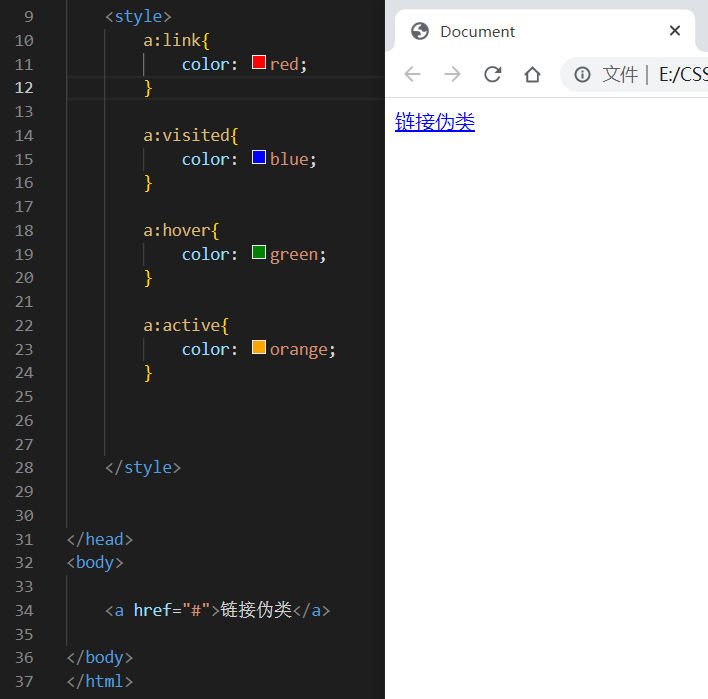 9 <style>
10 a:link{
11 color: red;
12 }
13
14 a:visited{
15 color: blue;
16 }
17
18 a:hover{
19 color: green;
20 }
21
22 a:active{
23 color: orange;
24 }
25
26
27
28 </style>
29
30
31 </head>
32 <body>
33
34 <a href="#">链接伪类</a>
35
36 </body>
37 </html>
Document
文件 | E:/CSS
链接伪类